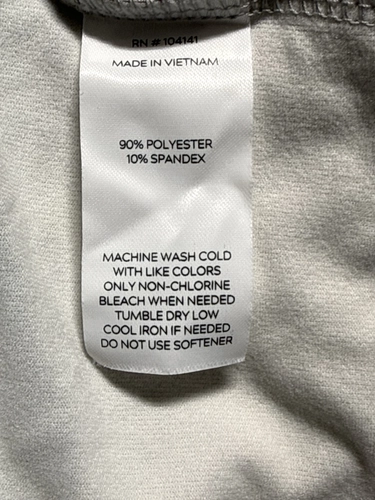 RN # 104141
MADE IN VIETNAM
90% POLYESTER
10% SPANDEX
MACHINE WASH COLD
WITH LIKE COLORS
ONLY NON-CHLORINE
BLEACH WHEN NEEDED
TUMBLE DRY LOW
COOL IRON IF NEEDED
DO NOT USE SOFTENER